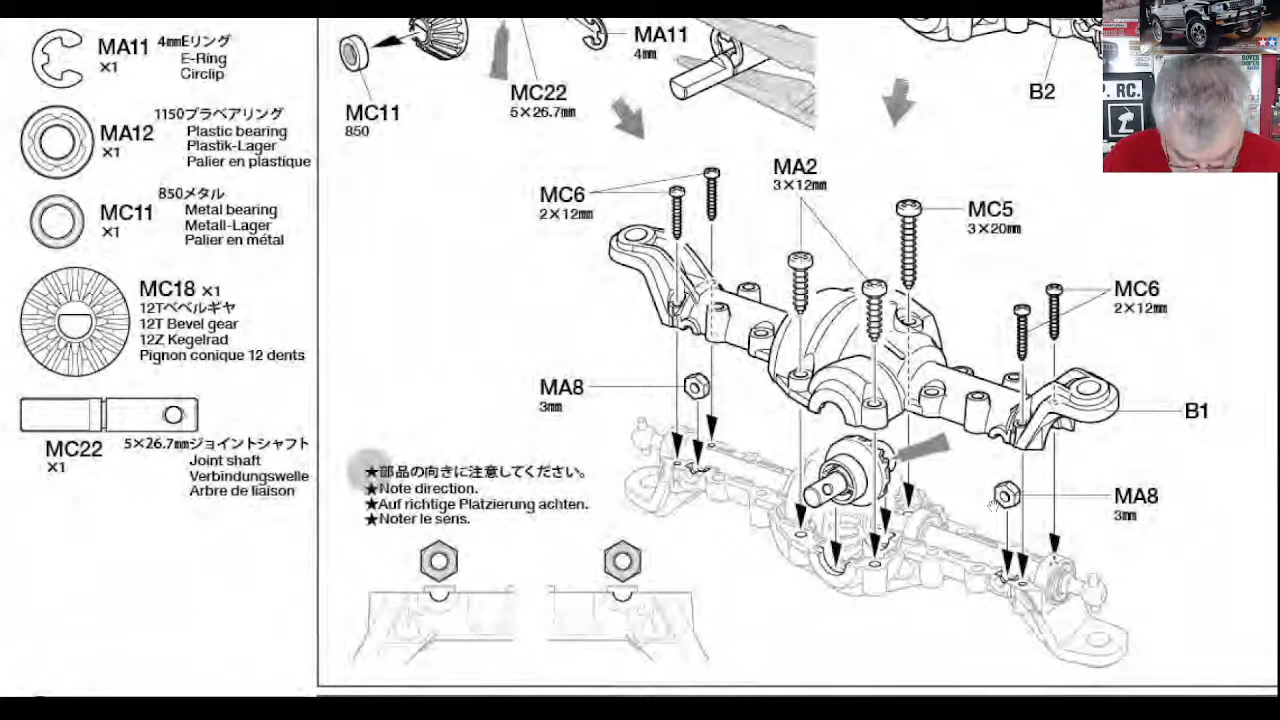 MA11 4mmEリング
×1 E-Ring
Circlip
1150プラベアリング
MA12 Plastic bearing
×1 Plastik-Lager
Palier en plastique
850メタル
MC11 Metal bearing
×1 Metall-Lager
Palier en métal
MC18 ×1
12Tベベルギヤ
12T Bevel gear
12Z Kegelrad
Pignon conique 12 dents
MC22 5×26.7mmジョイントシャフト
×1 Joint shaft
Verbindungswelle
Arbre de liaison
MC11
850
MC22
5×26.7mm
MA11
4mm
B2
P. RC.
MC6
2×12mm
MA2
3×12mm
MC5
3×20mm
MC6
2×12mm
MA8
3mm
B1
MA8
3mm
★部品の向きに注意してください。
★Note direction.
★Auf richtige Platzierung achten.
★Noter le sens.